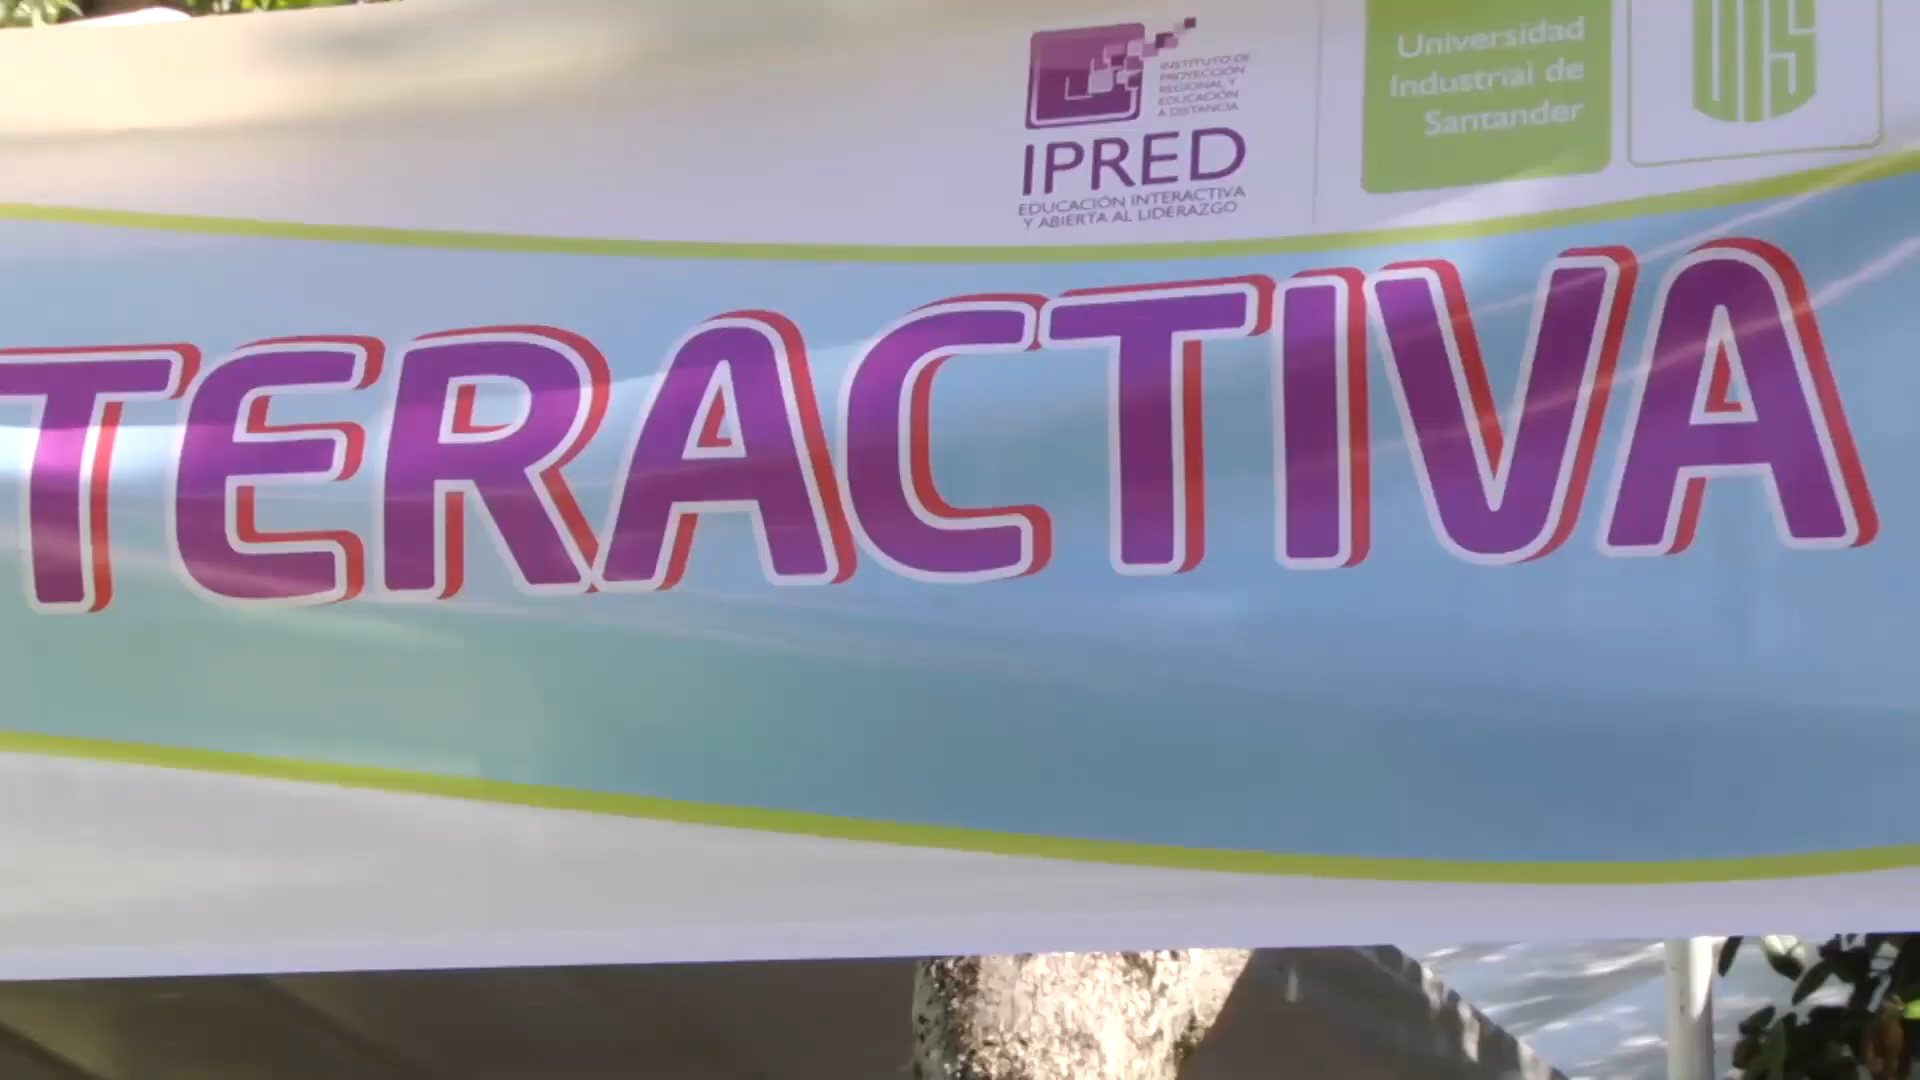 INSTITUTO DE
PROYECCIÓN
REGIONAL Y
EDUCACIÓN
A DISTANCIA
IPRED
EDUCACIÓN INTERACTIVA
Y ABIERTA AL LIDERAZGO
Universidad
Industrial de
Santander
UIS
TERACTIVA